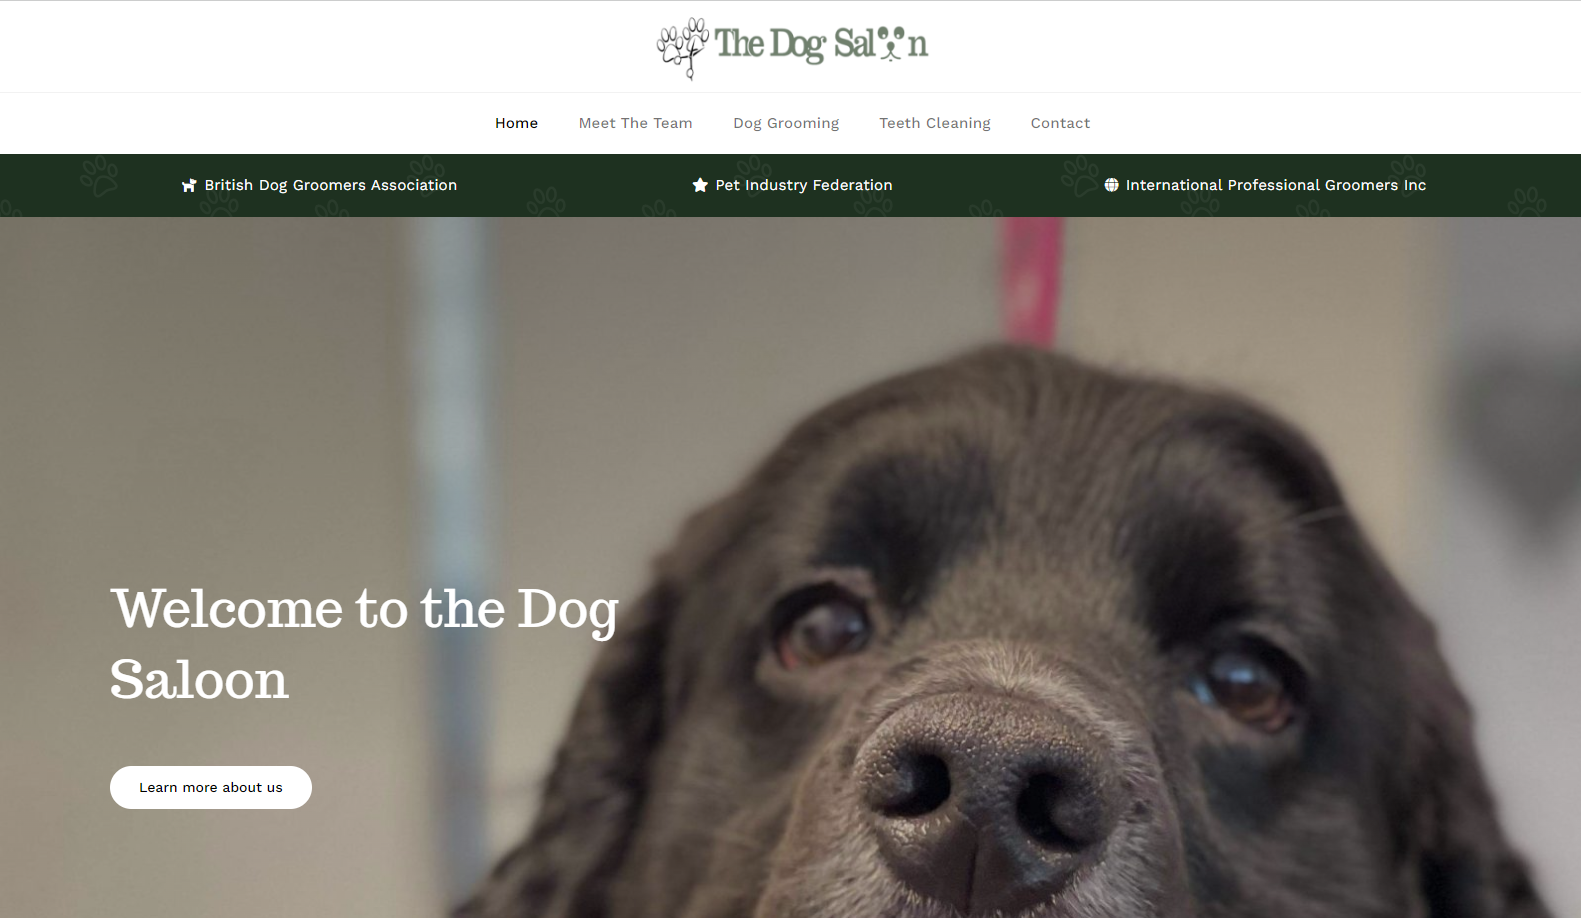 The Dog Saloon
Home Meet The Team Dog Grooming Teeth Cleaning Contact
British Dog Groomers Association Pet Industry Federation International Professional Groomers Inc
Welcome to the Dog
Saloon
Learn more about us